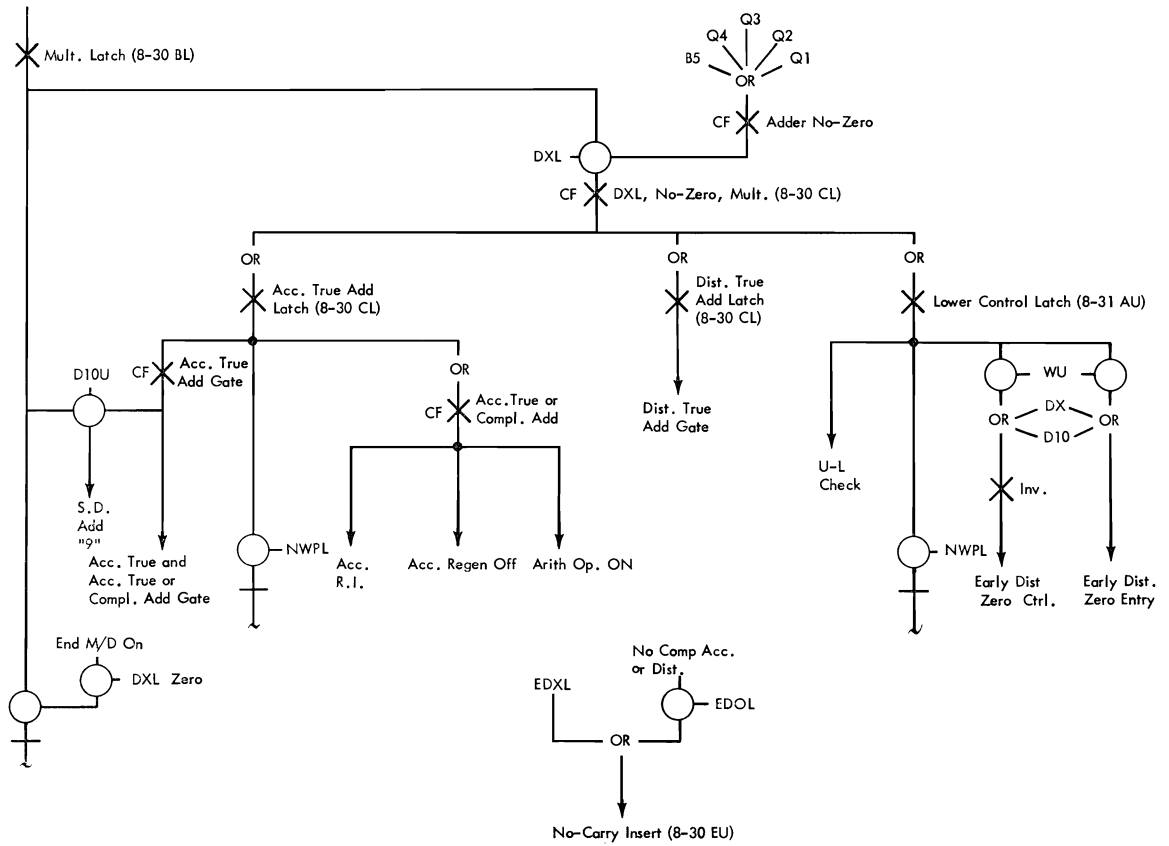 Q3
Q4
Q2
B5
Q1
OR
Mult. Latch (8-30 BL)
CF
Adder No-Zero
DXL
CF
DXL, No-Zero, Mult. (8-30 CL)
OR
OR
OR
Acc. True Add
Latch (8-30 CL)
Dist. True
Add Latch
(8-30 CL)
Lower Control Latch (8-31 AU)
D10U
CF
Acc. True
Add Gate
OR
CF
Acc.True or
Compl. Add
Dist. True
Add Gate
WU
OR
DX
D10
OR
U-L
Check
Inv.
S.D.
Add
"9"
Acc. True and
Acc. True or
Compl. Add Gate
NWPL
Acc.
R.I.
Acc. Regen Off
Arith Op. ON
NWPL
Early Dist
Zero Ctrl.
Early Dist.
Zero Entry
End M/D On
DXL Zero
No Comp Acc.
or Dist.
EDXL
EDOL
OR
No-Carry Insert (8-30 EU)